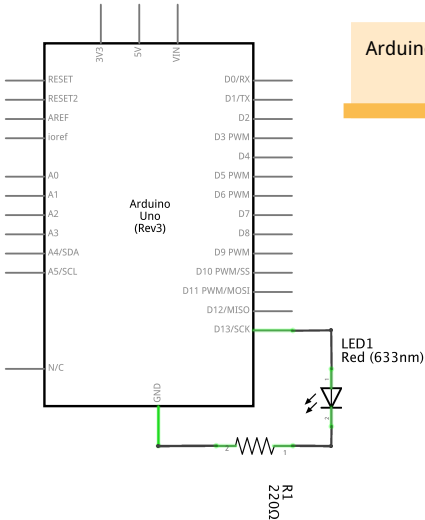 3V3
5V
VIN
Arduin
RESET
RESET2
AREF
ioref
A0
A1
A2
A3
A4/SDA
A5/SCL
N/C
D0/RX
D1/TX
D2
D3 PWM
D4
D5 PWM
D6 PWM
D7
D8
D9 PWM
D10 PWM/SS
D11 PWM/MOSI
D12/MISO
D13/SCK
Arduino
Uno
(Rev3)
GND
LED1
Red (633nm)
1
2
2
1
R1
220Ω